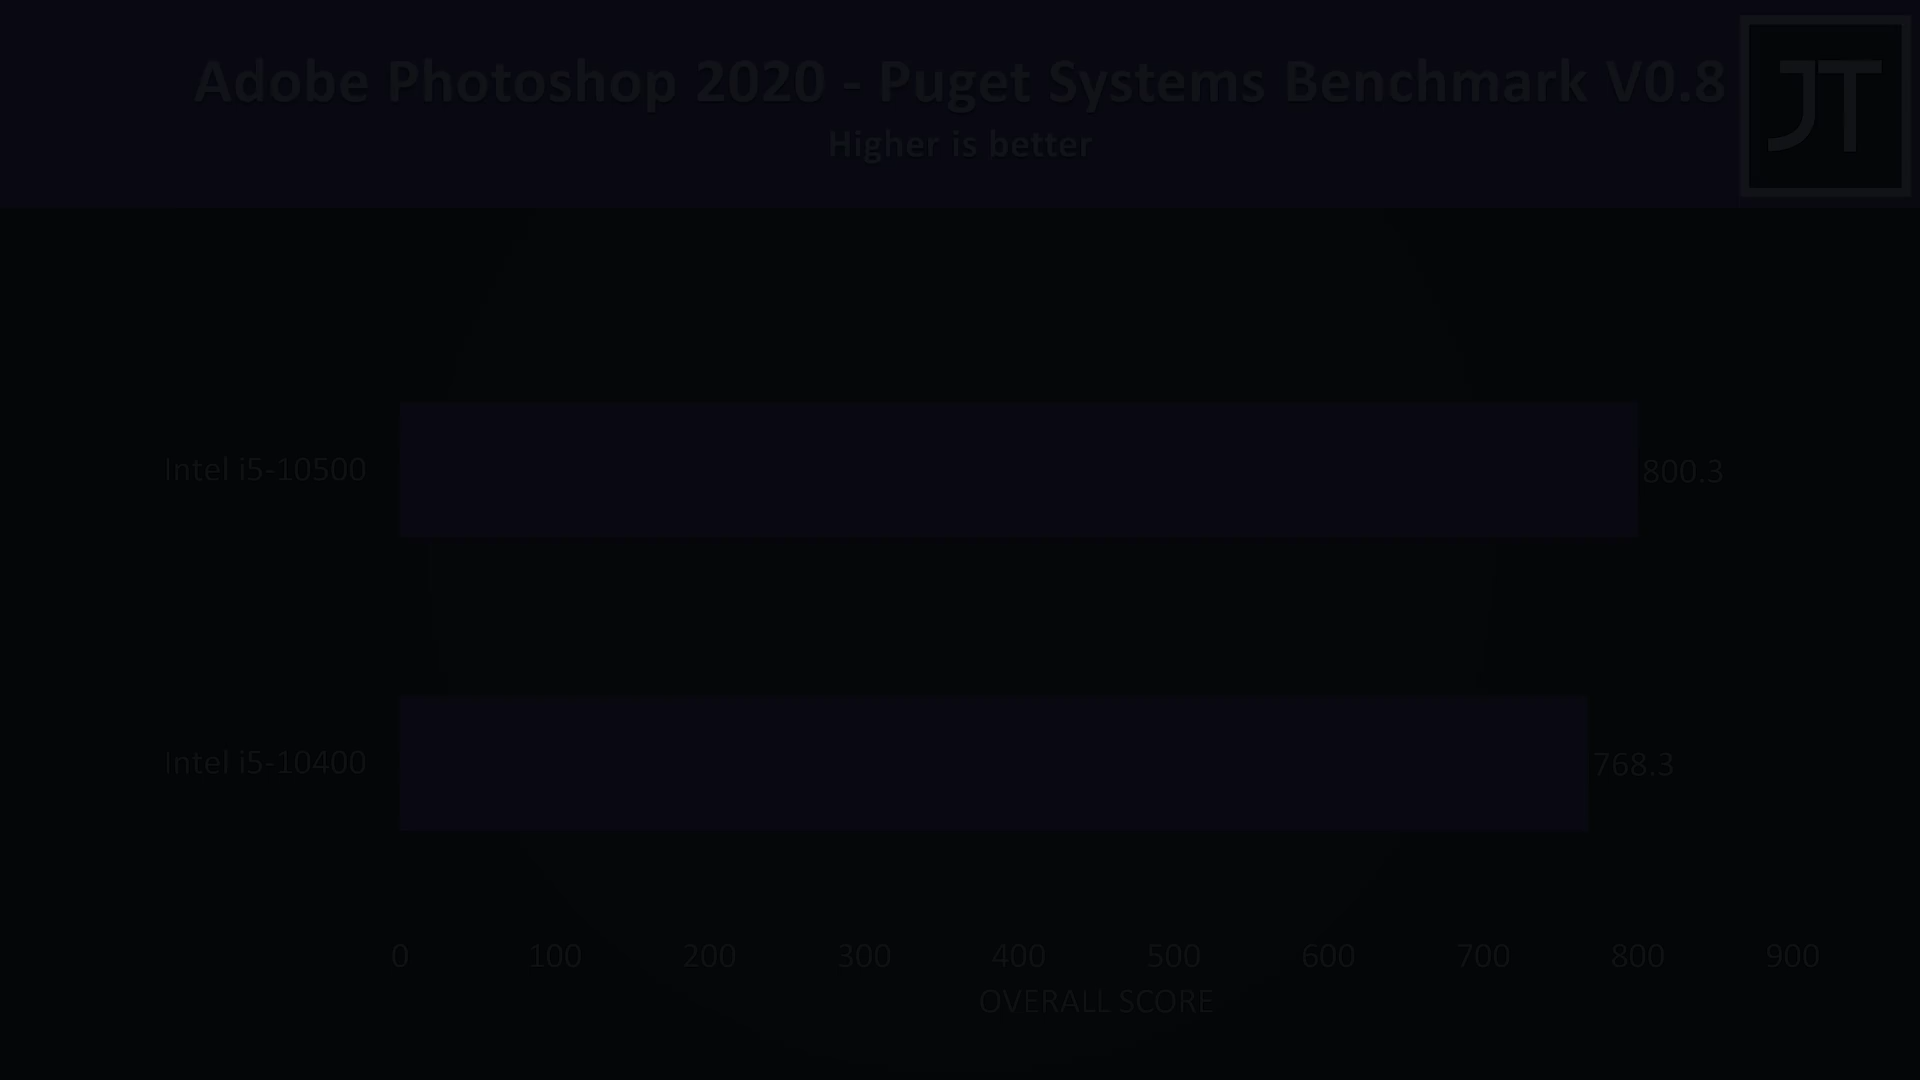 Adobe Photoshop 2020 - Puget Systems Benchmark V0.8
JT
Higher is better
Intel i5-10500
800.3
Intel i5-10400
768.3
0 100 200 300 400 500 600 700 800 900
OVERALL SCORE